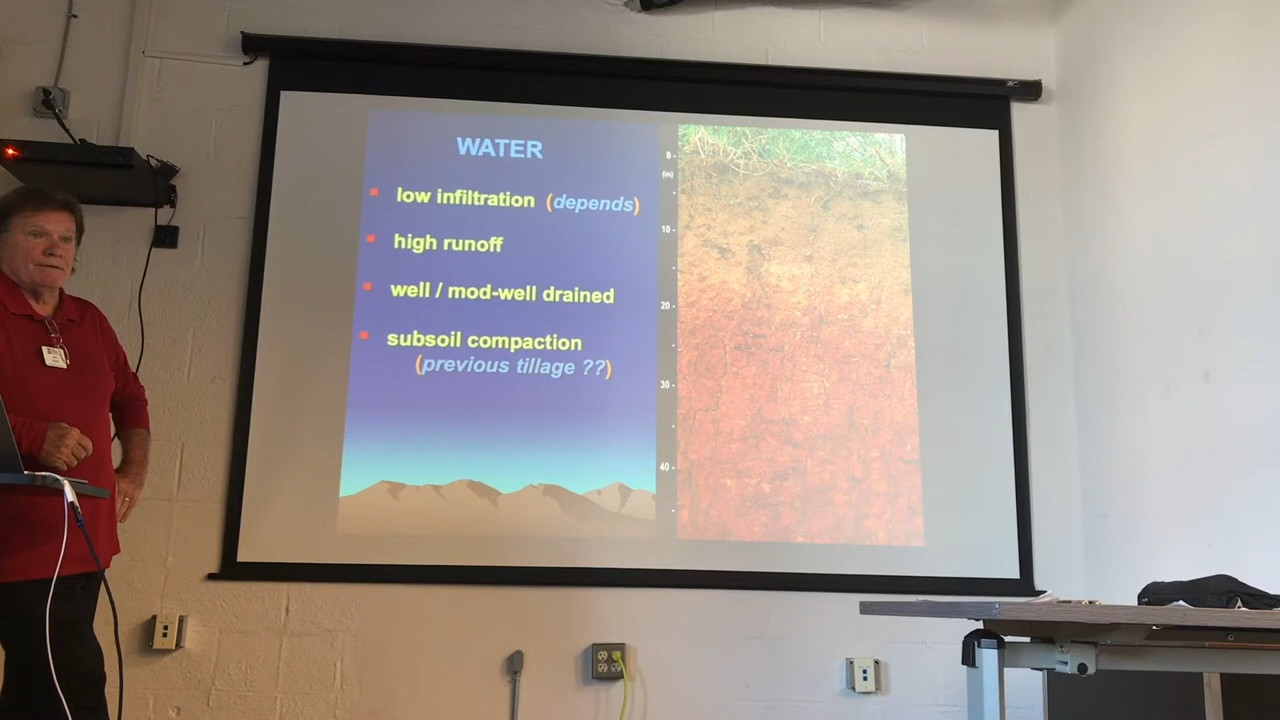 WATER
low infiltration (depends)
high runoff
well / mod-well drained
subsoil compaction
(previous tillage ??)
0 -
(in)
10 -
20 -
30 -
40 -